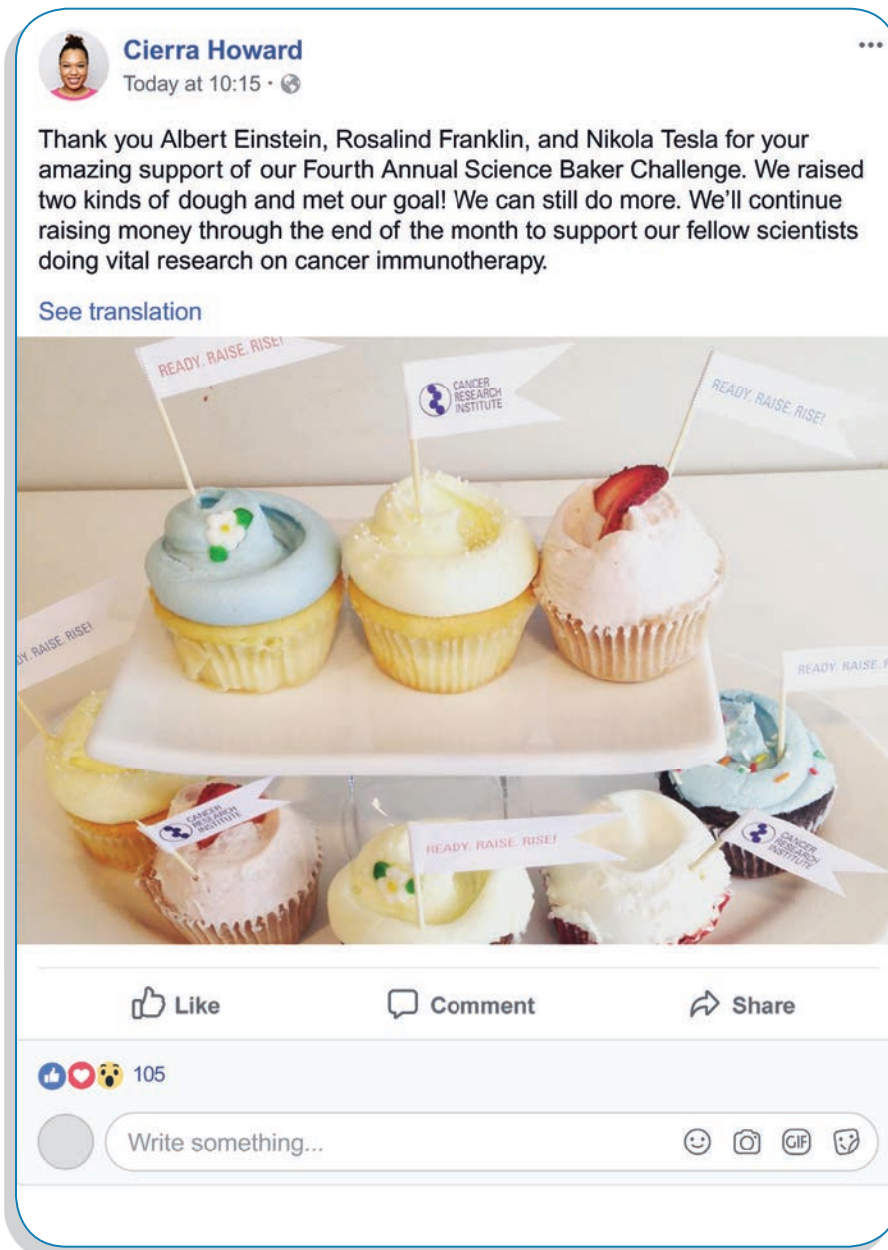 Cierra Howard
Today at 10:15 ·
Thank you Albert Einstein, Rosalind Franklin, and Nikola Tesla for your
amazing support of our Fourth Annual Science Baker Challenge. We raised
two kinds of dough and met our goal! We can still do more. We’ll continue
raising money through the end of the month to support our fellow scientists
doing vital research on cancer immunotherapy.
See translation
READY. RAISE. RISE!
CANCER
RESEARCH
INSTITUTE
READY. RAISE. RISE!
DY. RAISE. RISE!
READY. RAISE. R
CANCER
RESEARCH
INSTITUTE
READY. RAISE. RISE!
CANCER
RESEARCH
INSTITUTE
Like
Comment
Share
105
Write something...
GIF